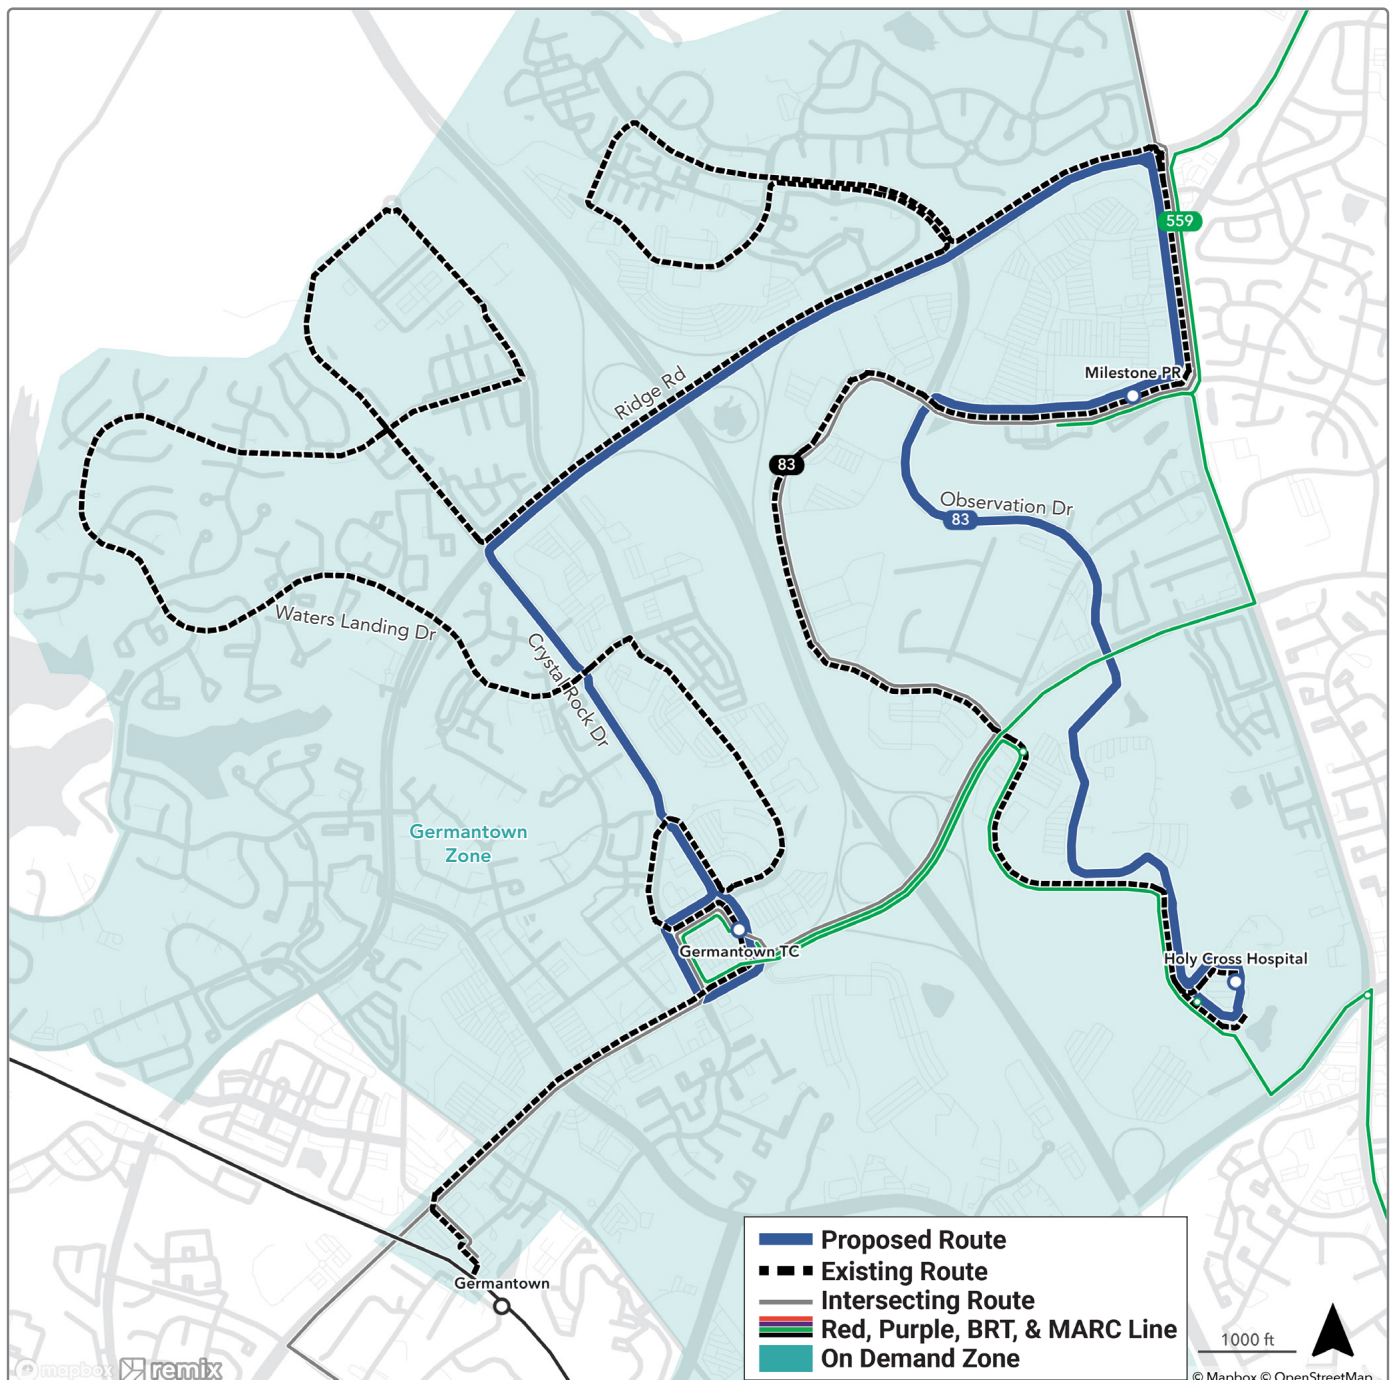 559
Milestone PR
Ridge Rd
83
Observation Dr
83
Waters Landing Dr
Crystal Rock Dr
Germantown
Zone
Germantown TC
Holy Cross Hospital
Germantown
Proposed Route
Existing Route
Intersecting Route
Red, Purple, BRT, & MARC Line
On Demand Zone
1000 ft
mapbox remix
© Mapbox © OpenStreetMap